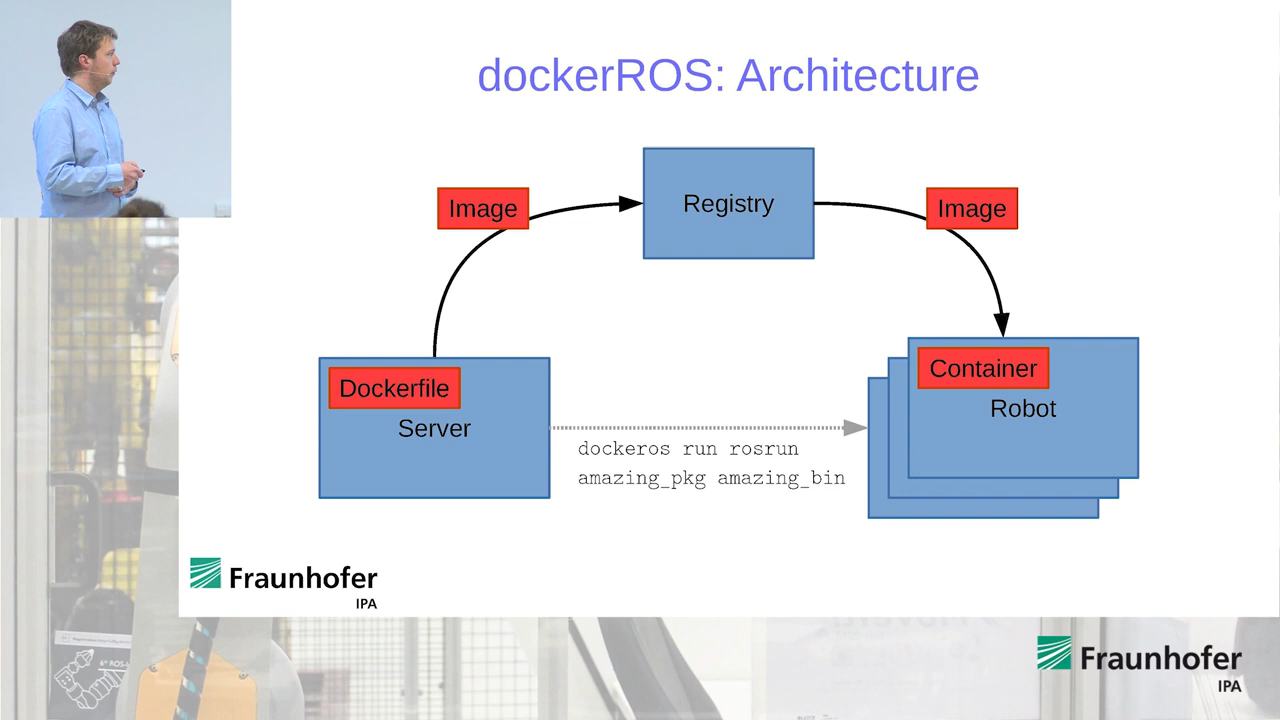 dockerROS: Architecture
Image
Registry
Image
Dockerfile
Server
Container
Robot
dockeros run rosrun
amazing_pkg amazing_bin
Fraunhofer
IPA
Fraunhofer
IPA